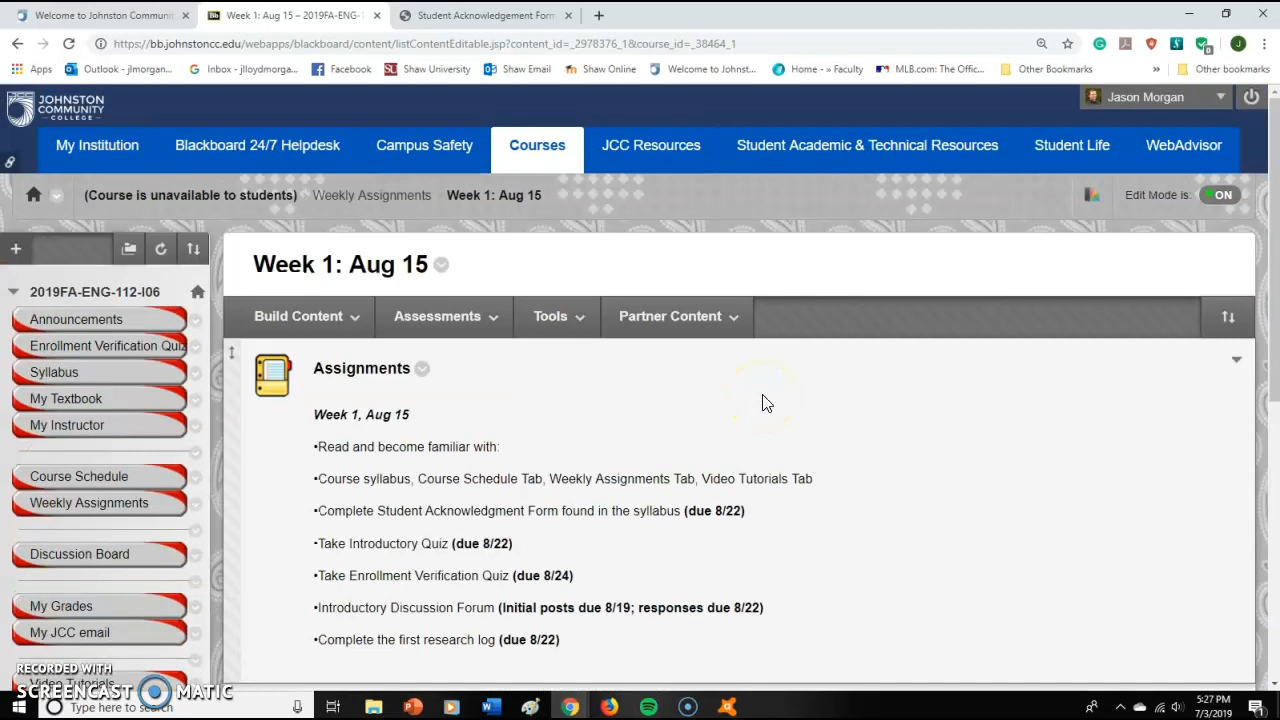 Welcome to Johnston Communi
Bb Week 1: Aug 15 – 2019FA-ENG-1
Student Acknowledgement Form
https://bb.johnstoncc.edu/webapps/blackboard/content/listContentEditable.jsp?content_id=_2978376_1&course_id=_38464_1
Apps Outlook - jlmorgan... Inbox - jlloydmorga... Facebook Shaw University Shaw Email Shaw Online Welcome to Johnst... Home - » Faculty MLB.com: The Offic... Other Bookmarks » Other bookmarks
JOHNSTON
COMMUNITY
COLLEGE
Jason Morgan
My Institution Blackboard 24/7 Helpdesk Campus Safety Courses JCC Resources Student Academic & Technical Resources Student Life WebAdvisor
(Course is unavailable to students) Weekly Assignments Week 1: Aug 15 Edit Mode is: ON
2019FA-ENG-112-I06
Announcements
Enrollment Verification Quiz
Syllabus
My Textbook
My Instructor
Course Schedule
Weekly Assignments
Discussion Board
My Grades
My JCC email
Video Tutorials
Week 1: Aug 15
Build Content Assessments Tools Partner Content
Assignments
Week 1, Aug 15
•Read and become familiar with:
•Course syllabus, Course Schedule Tab, Weekly Assignments Tab, Video Tutorials Tab
•Complete Student Acknowledgment Form found in the syllabus (due 8/22)
•Take Introductory Quiz (due 8/22)
•Take Enrollment Verification Quiz (due 8/24)
•Introductory Discussion Forum (Initial posts due 8/19; responses due 8/22)
•Complete the first research log (due 8/22)
RECORDED WITH
SCREENCAST MATIC
Type here to search
5:27 PM
7/3/2019